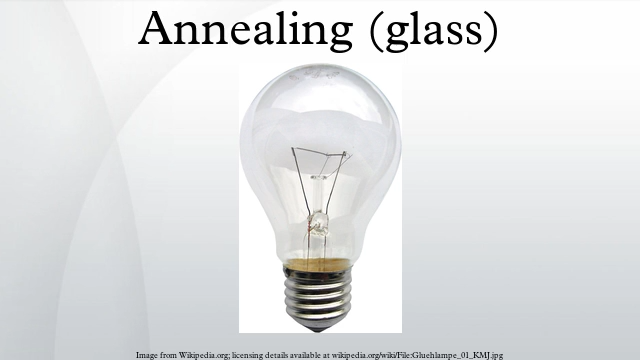 Annealing (glass)
Image from Wikipedia.org; licensing details available at wikipedia.org/wiki/File:Gluehlampe_01_KMJ.jpg